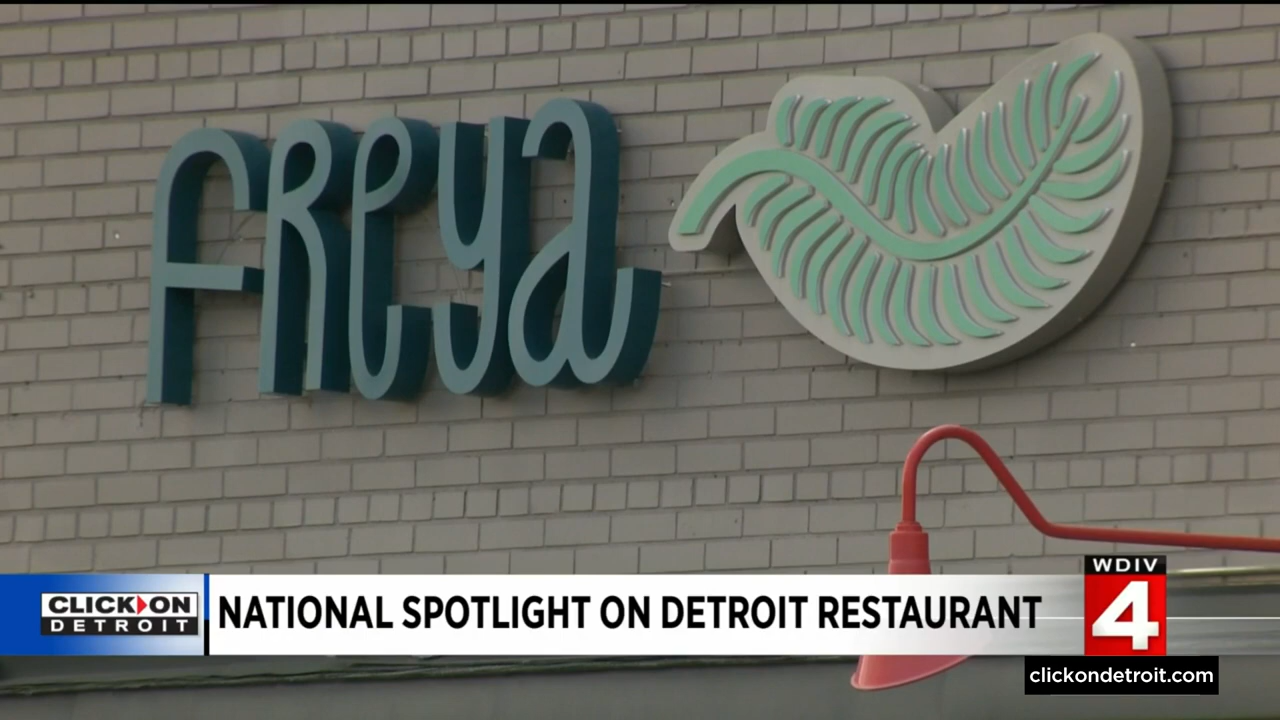 FReya
CLICK ON
DETROIT
NATIONAL SPOTLIGHT ON DETROIT RESTAURANT
WDIV
4
clickondetroit.com